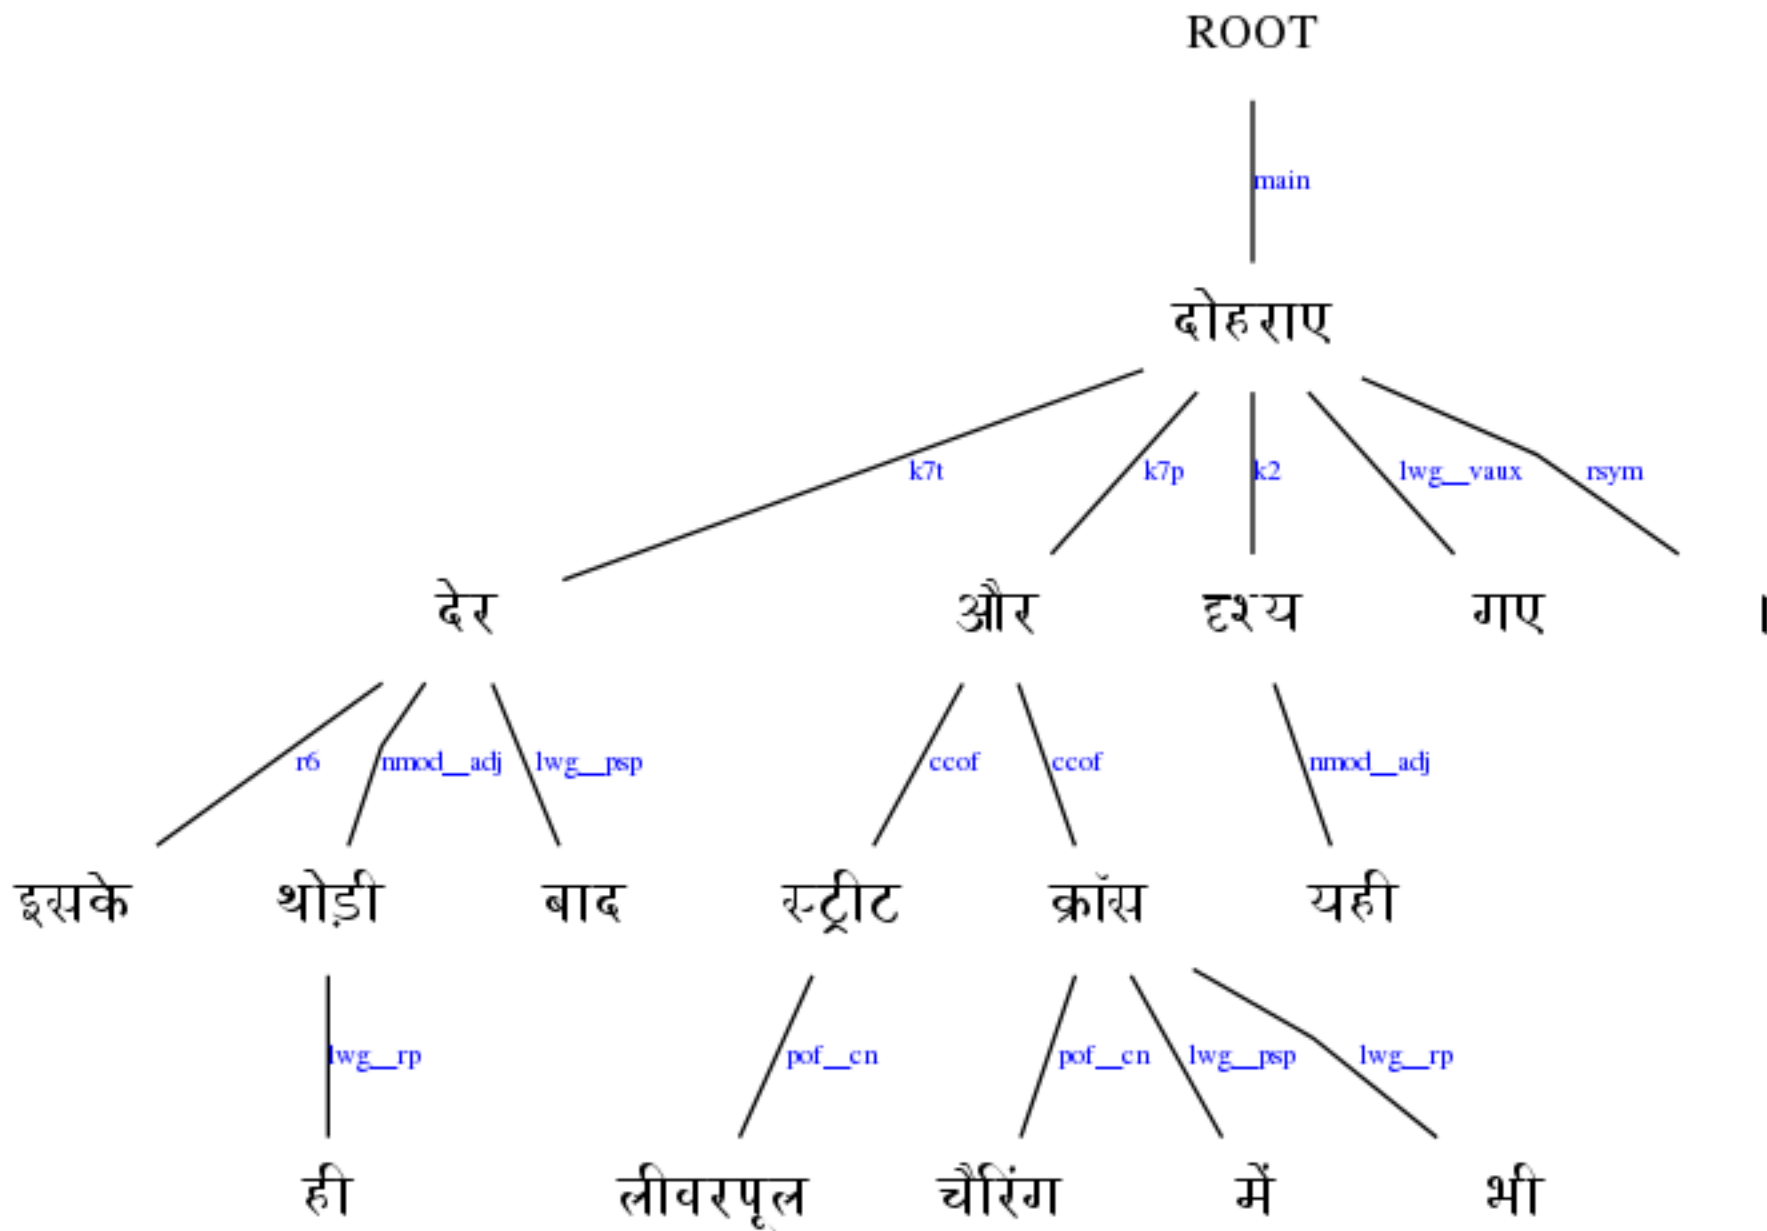 ROOT
main
दोहराए
k7t k7p k2 lwg__vaux rsym
देर और दृश्य गए ।
r6 nmod__adj lwg__psp ccof ccof nmod__adj
इसके थोड़ी बाद स्ट्रीट क्रॉस यही
lwg__rp pof__cn pof__cn lwg__psp lwg__rp
ही लीवरपूल चैरिंग में भी